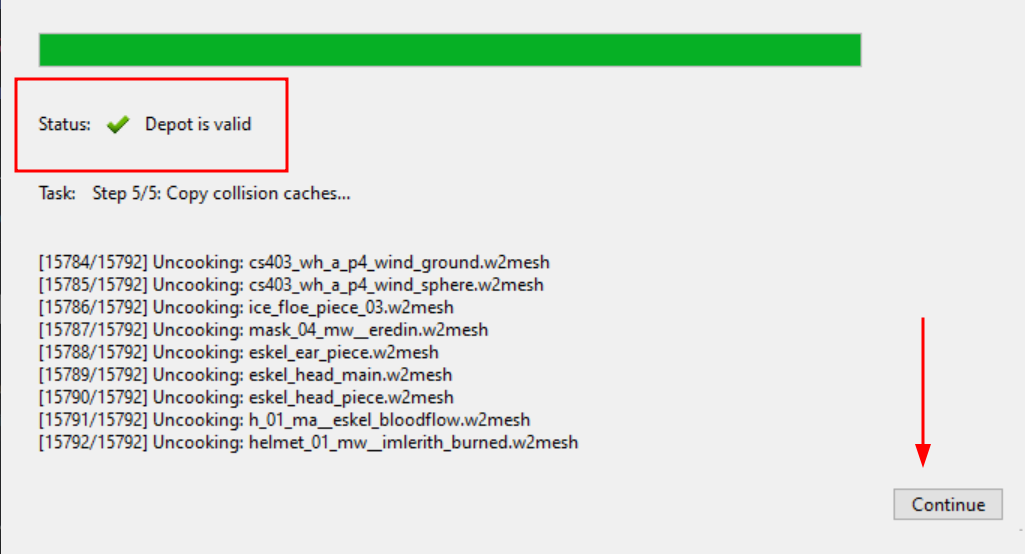 Status: Depot is valid
Task: Step 5/5: Copy collision caches...
[15784/15792] Uncooking: cs403_wh_a_p4_wind_ground.w2mesh
[15785/15792] Uncooking: cs403_wh_a_p4_wind_sphere.w2mesh
[15786/15792] Uncooking: ice_floe_piece_03.w2mesh
[15787/15792] Uncooking: mask_04_mw__eredin.w2mesh
[15788/15792] Uncooking: eskel_ear_piece.w2mesh
[15789/15792] Uncooking: eskel_head_main.w2mesh
[15790/15792] Uncooking: eskel_head_piece.w2mesh
[15791/15792] Uncooking: h_01_ma__eskel_bloodflow.w2mesh
[15792/15792] Uncooking: helmet_01_mw__imlerith_burned.w2mesh
Continue